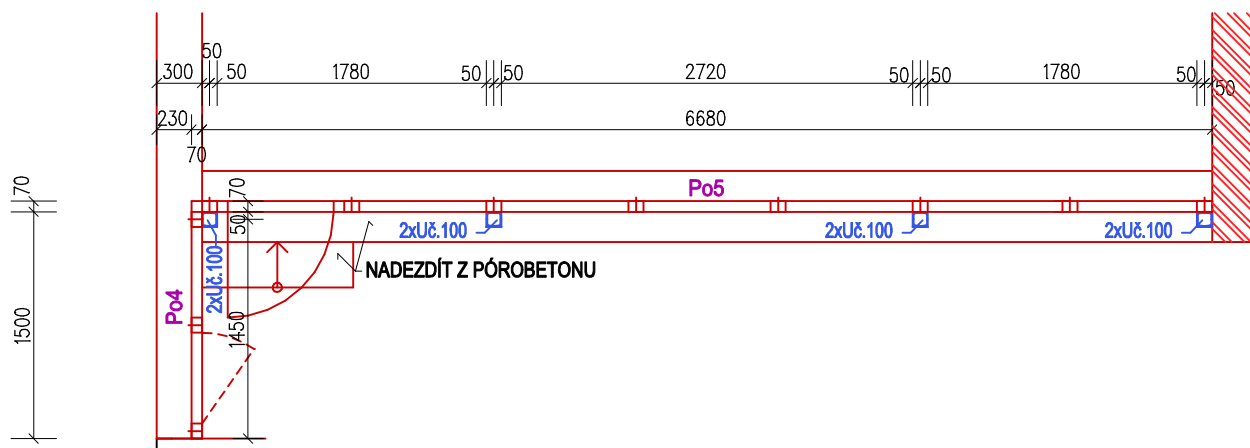 50
300 50 1780 50 50 2720 50 50 1780 50
50
230 6680
70
70 70
Po5
50
2xUč.100 2xUč.100 2xUč.100
2xUč.100
NADEZDÍT Z PÓROBETONU
Po4
1500
1450